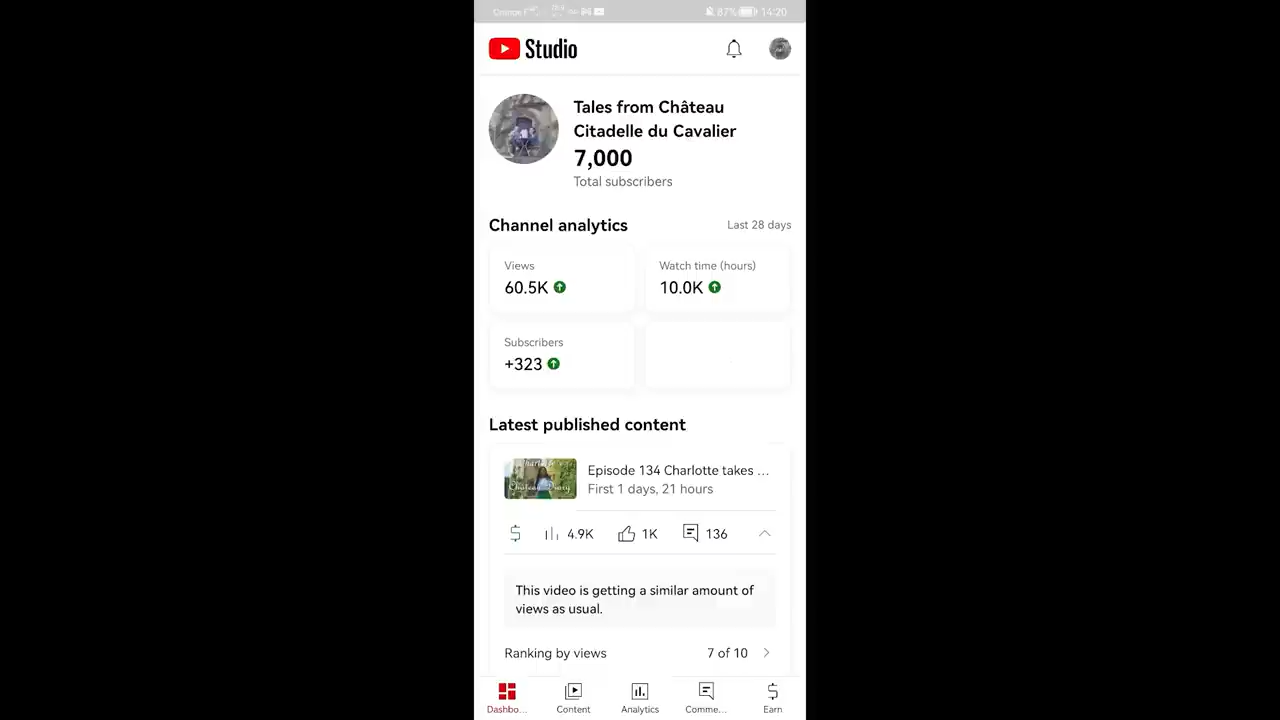 87% 14:20
Studio
Tales from Château
Citadelle du Cavalier
7,000
Total subscribers
Channel analytics
Last 28 days
Views
60.5K
Watch time (hours)
10.0K
Subscribers
+323
Latest published content
Episode 134 Charlotte takes ...
First 1 days, 21 hours
4.9K
1K
136
This video is getting a similar amount of
views as usual.
Ranking by views
7 of 10
Dashbo...
Content
Analytics
Comme...
Earn